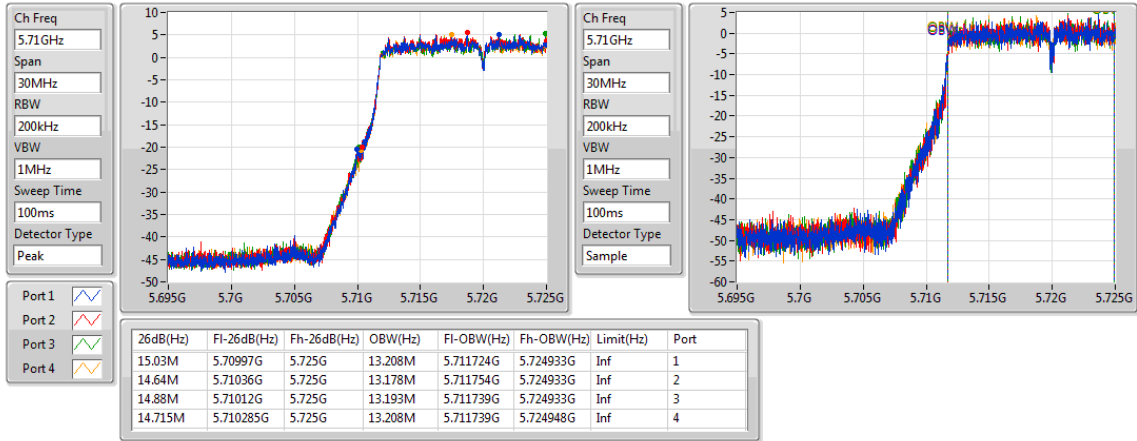 Ch Freq
5.71GHz
Span
30MHz
RBW
200kHz
VBW
1MHz
Sweep Time
100ms
Detector Type
Peak
10
5
0
-5
-10
-15
-20
-25
-30
-35
-40
-45
-50
5.695G 5.7G 5.705G 5.71G 5.715G 5.72G 5.725G
Ch Freq
5.71GHz
Span
30MHz
RBW
200kHz
VBW
1MHz
Sweep Time
100ms
Detector Type
Sample
5
0
-5
-10
-15
-20
-25
-30
-35
-40
-45
-50
-55
-60
5.695G 5.7G 5.705G 5.71G 5.715G 5.72G 5.725G
Port 1
Port 2
Port 3
Port 4
26dB(Hz) Fl-26dB(Hz) Fh-26dB(Hz) OBW(Hz) Fl-OBW(Hz) Fh-OBW(Hz) Limit(Hz) Port
15.03M 5.70997G 5.725G 13.208M 5.711724G 5.724933G Inf 1
14.64M 5.71036G 5.725G 13.178M 5.711754G 5.724933G Inf 2
14.88M 5.71012G 5.725G 13.193M 5.711739G 5.724933G Inf 3
14.715M 5.710285G 5.725G 13.208M 5.711739G 5.724948G Inf 4